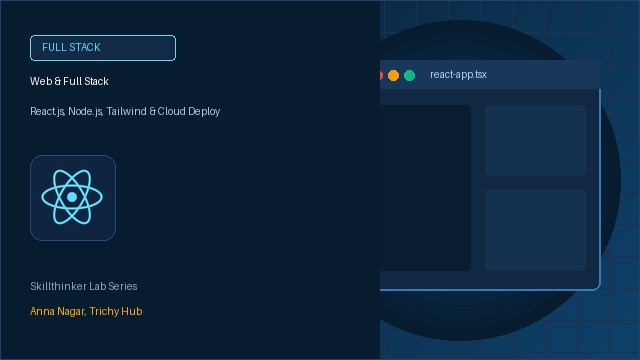 FULL STACK
Web & Full Stack
React.js, Node.js, Tailwind & Cloud Deploy
Skillthinker Lab Series
Anna Nagar, Trichy Hub
react-app.tsx